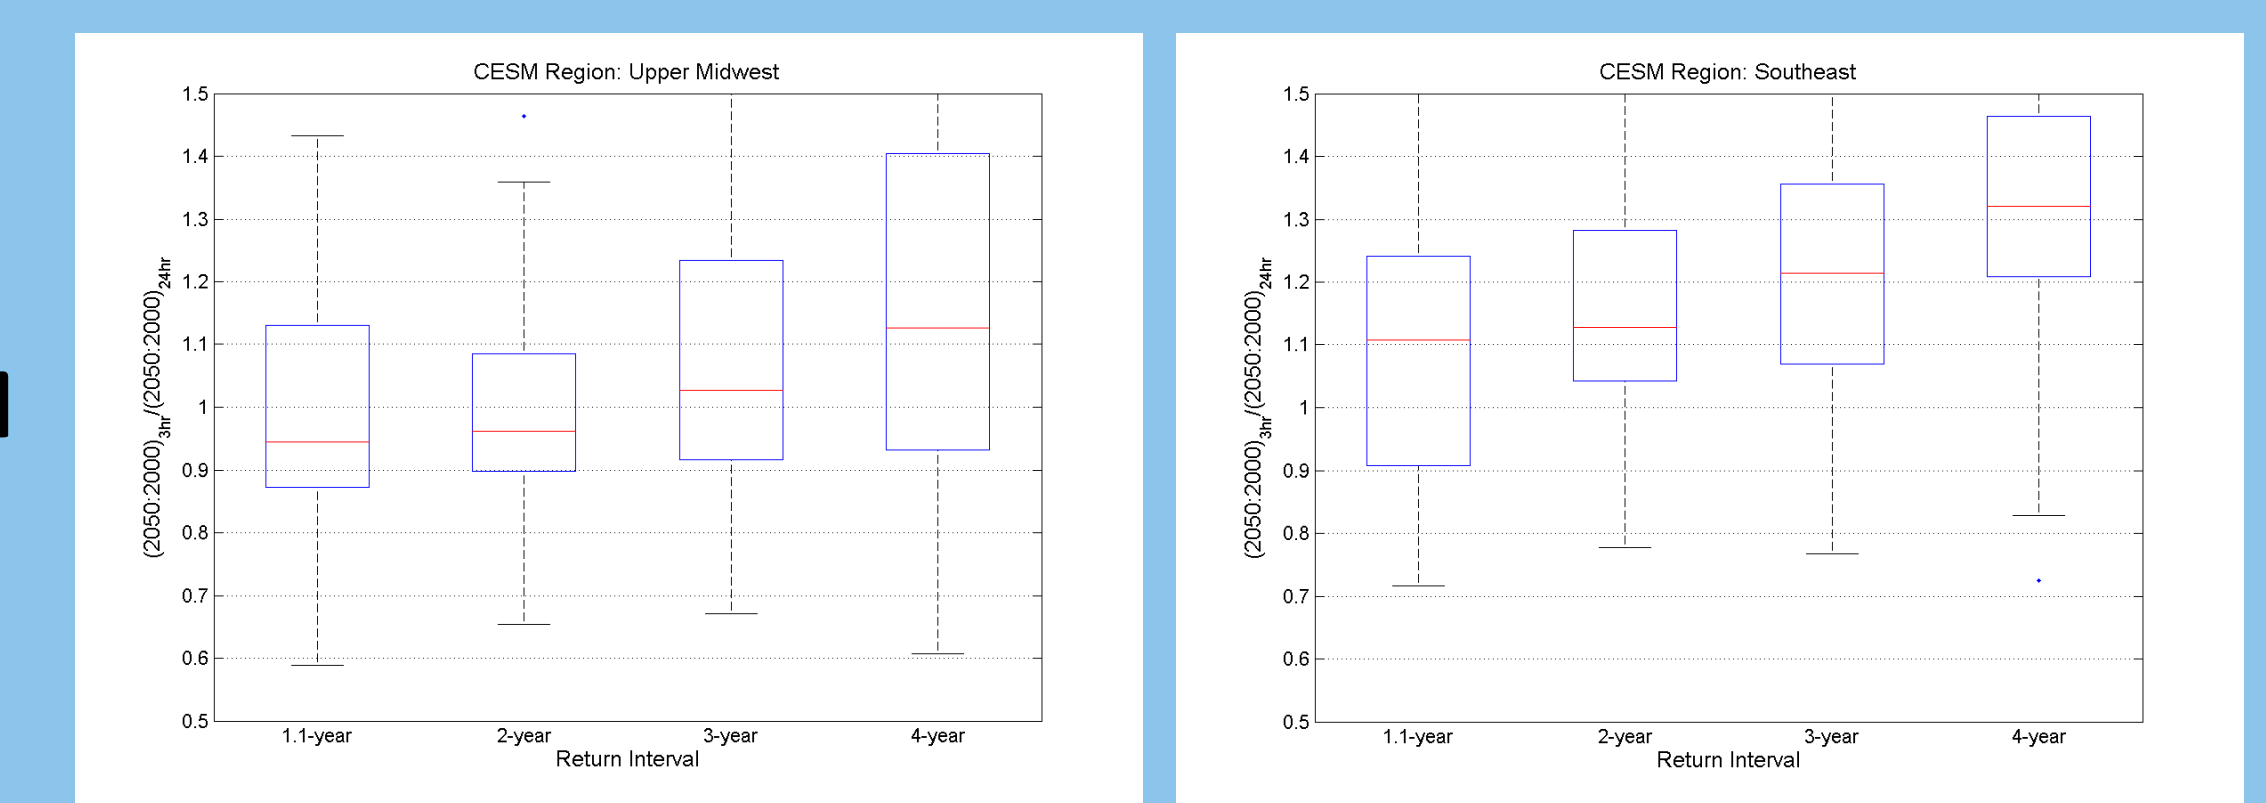 CESM Region: Upper Midwest
1.5
1.4
1.3
1.2
1.1
1
0.9
0.8
0.7
0.6
0.5
(2050:2000)3hr/(2050:2000)24hr
1.1-year 2-year 3-year 4-year
Return Interval
CESM Region: Southeast
1.5
1.4
1.3
1.2
1.1
1
0.9
0.8
0.7
0.6
0.5
(2050:2000)3hr/(2050:2000)24hr
1.1-year 2-year 3-year 4-year
Return Interval